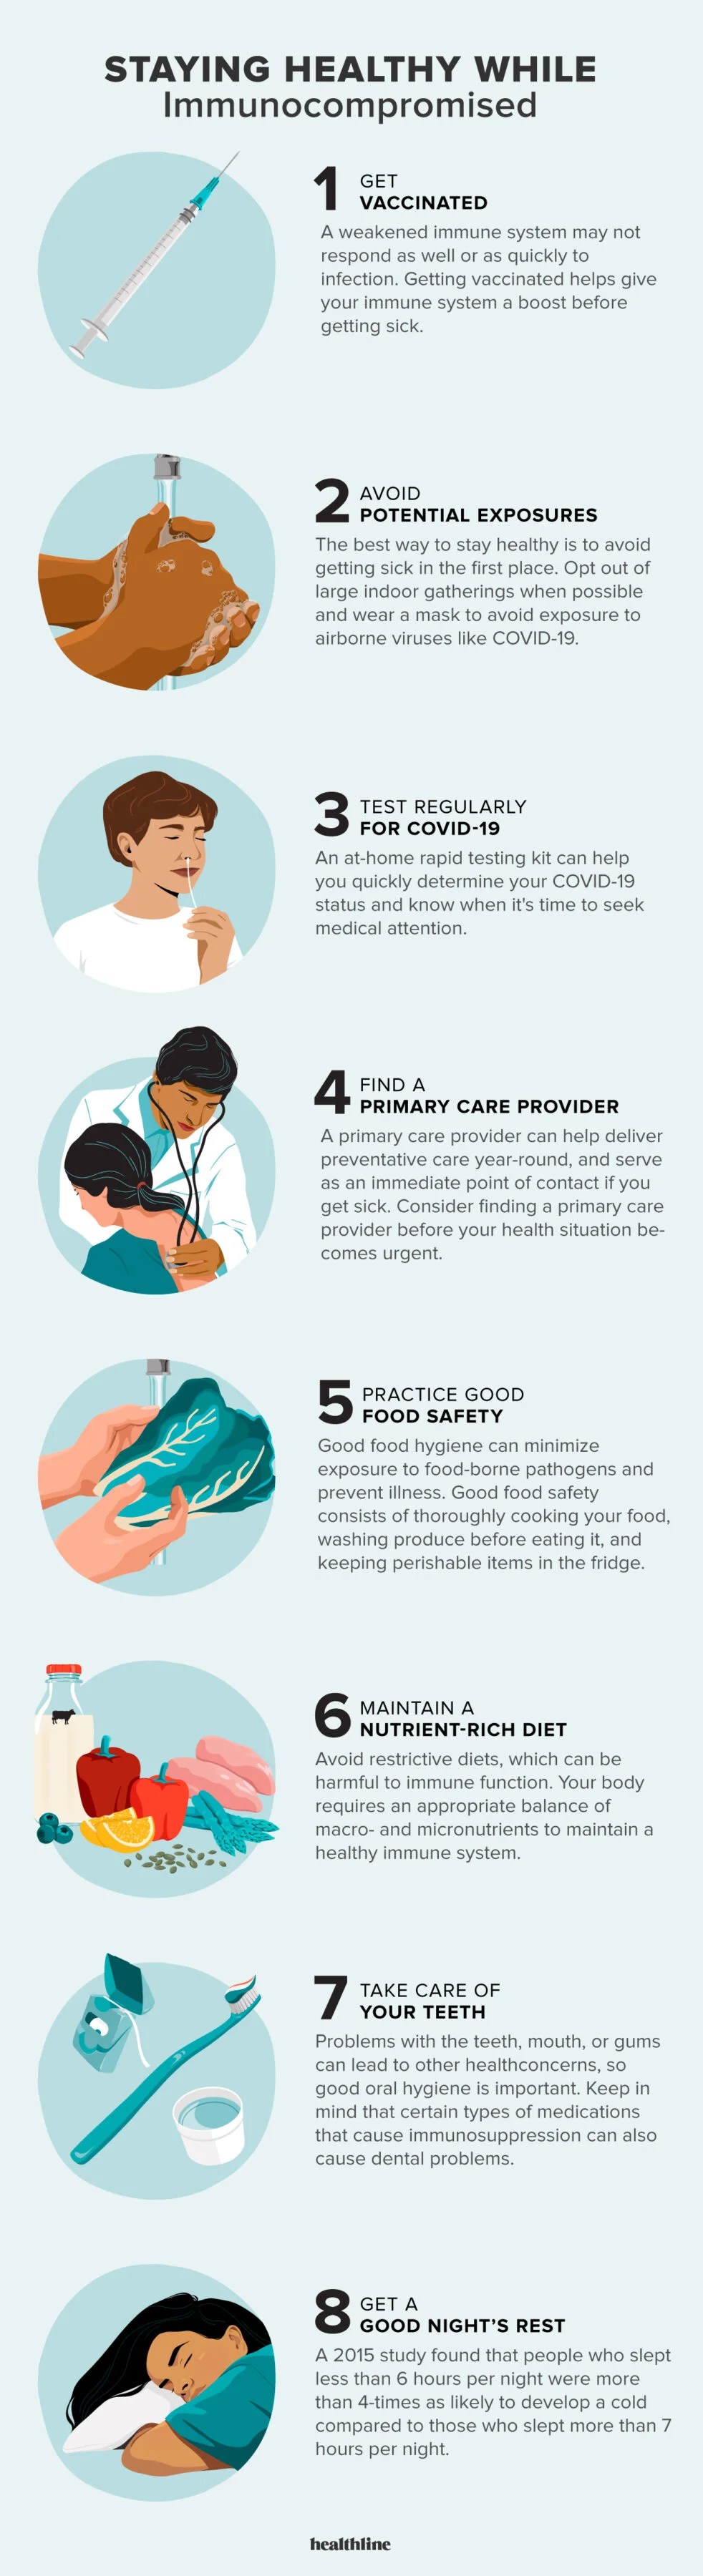 STAYING HEALTHY WHILE
Immunocompromised
1 GET
VACCINATED
A weakened immune system may not
respond as well or as quickly to
infection. Getting vaccinated helps give
your immune system a boost before
getting sick.
2 AVOID
POTENTIAL EXPOSURES
The best way to stay healthy is to avoid
getting sick in the first place. Opt out of
large indoor gatherings when possible
and wear a mask to avoid exposure to
airborne viruses like COVID-19.
3 TEST REGULARLY
FOR COVID-19
An at-home rapid testing kit can help
you quickly determine your COVID-19
status and know when it's time to seek
medical attention.
4 FIND A
PRIMARY CARE PROVIDER
A primary care provider can help deliver
preventative care year-round, and serve
as an immediate point of contact if you
get sick. Consider finding a primary care
provider before your health situation be-
comes urgent.
5 PRACTICE GOOD
FOOD SAFETY
Good food hygiene can minimize
exposure to food-borne pathogens and
prevent illness. Good food safety
consists of thoroughly cooking your food,
washing produce before eating it, and
keeping perishable items in the fridge.
6 MAINTAIN A
NUTRIENT-RICH DIET
Avoid restrictive diets, which can be
harmful to immune function. Your body
requires an appropriate balance of
macro- and micronutrients to maintain a
healthy immune system.
7 TAKE CARE OF
YOUR TEETH
Problems with the teeth, mouth, or gums
can lead to other healthconcerns, so
good oral hygiene is important. Keep in
mind that certain types of medications
that cause immunosuppression can also
cause dental problems.
8 GET A
GOOD NIGHT'S REST
A 2015 study found that people who slept
less than 6 hours per night were more
than 4-times as likely to develop a cold
compared to those who slept more than 7
hours per night.
healthline